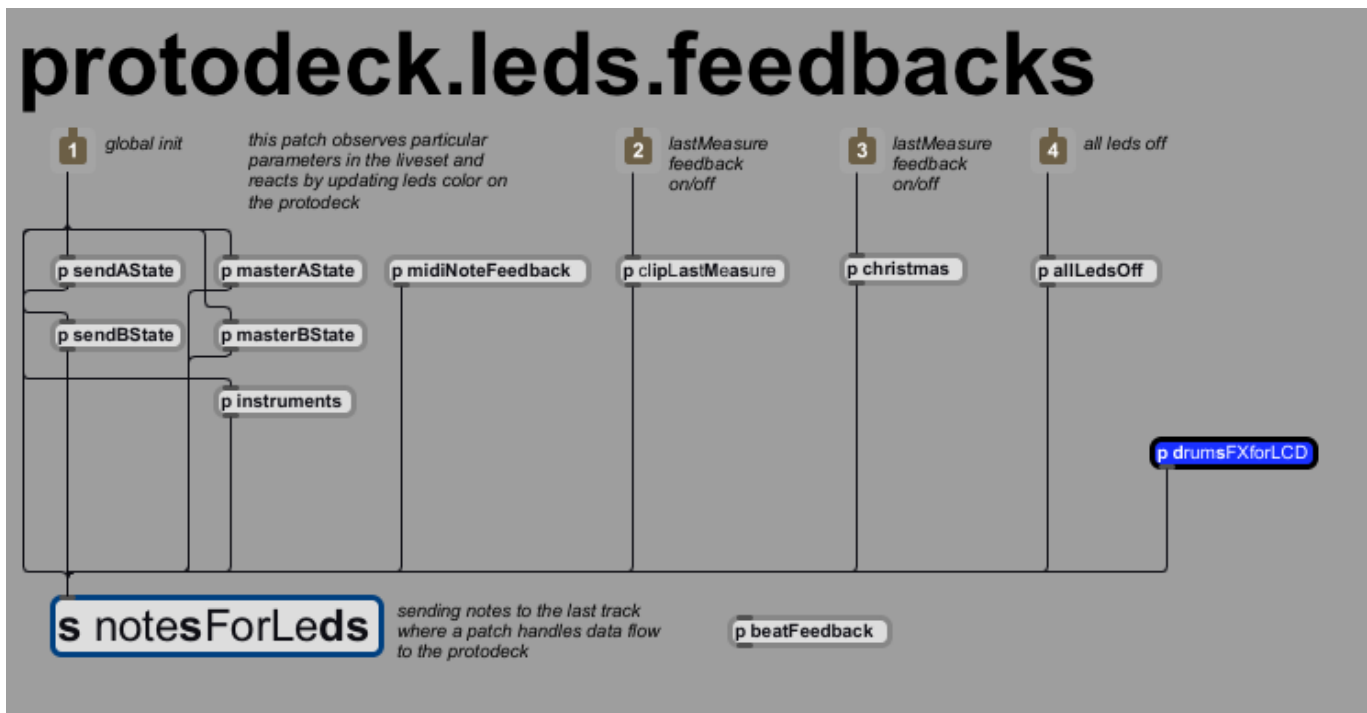 protodeck.leds.feedbacks
1
global init
this patch observes particular
parameters in the liveset and
reacts by updating leds color on
the protodeck
2
lastMeasure
feedback
on/off
3
lastMeasure
feedback
on/off
4
all leds off
p sendAState
p masterAState
p midiNoteFeedback
p clipLastMeasure
p christmas
p allLedsOff
p sendBState
p masterBState
p instruments
p drumsFXforLCD
s notesForLeds
sending notes to the last track
where a patch handles data flow
to the protodeck
p beatFeedback